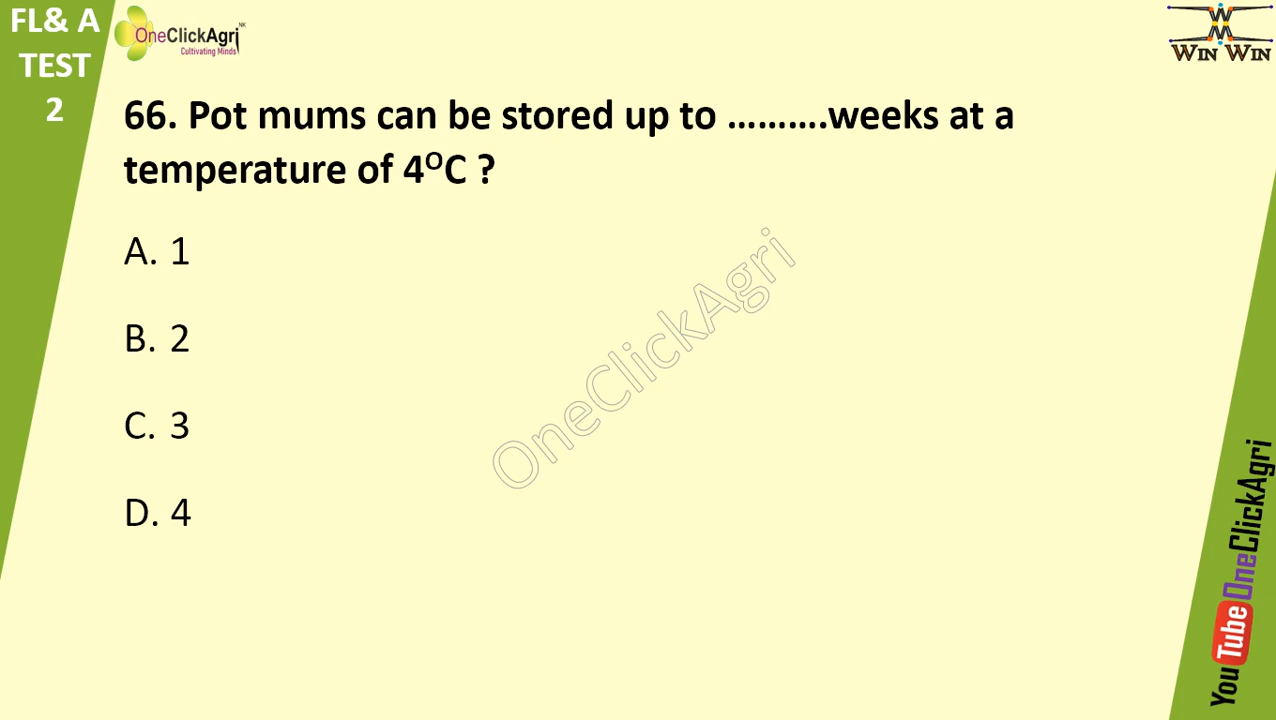 FL& A
TEST
2
OneClickAgri NK
Cultivating Minds
WIN WIN
66. Pot mums can be stored up to ……….weeks at a
temperature of 4ᴼC ?
A. 1
B. 2
C. 3
D. 4
OneClickAgri
YouTube OneClickAgri